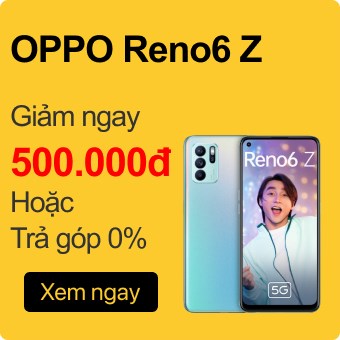 OPPO Reno6 Z
Giảm ngay
500.000đ
Hoặc
Trả góp 0%
Xem ngay
Reno6 Z
5G